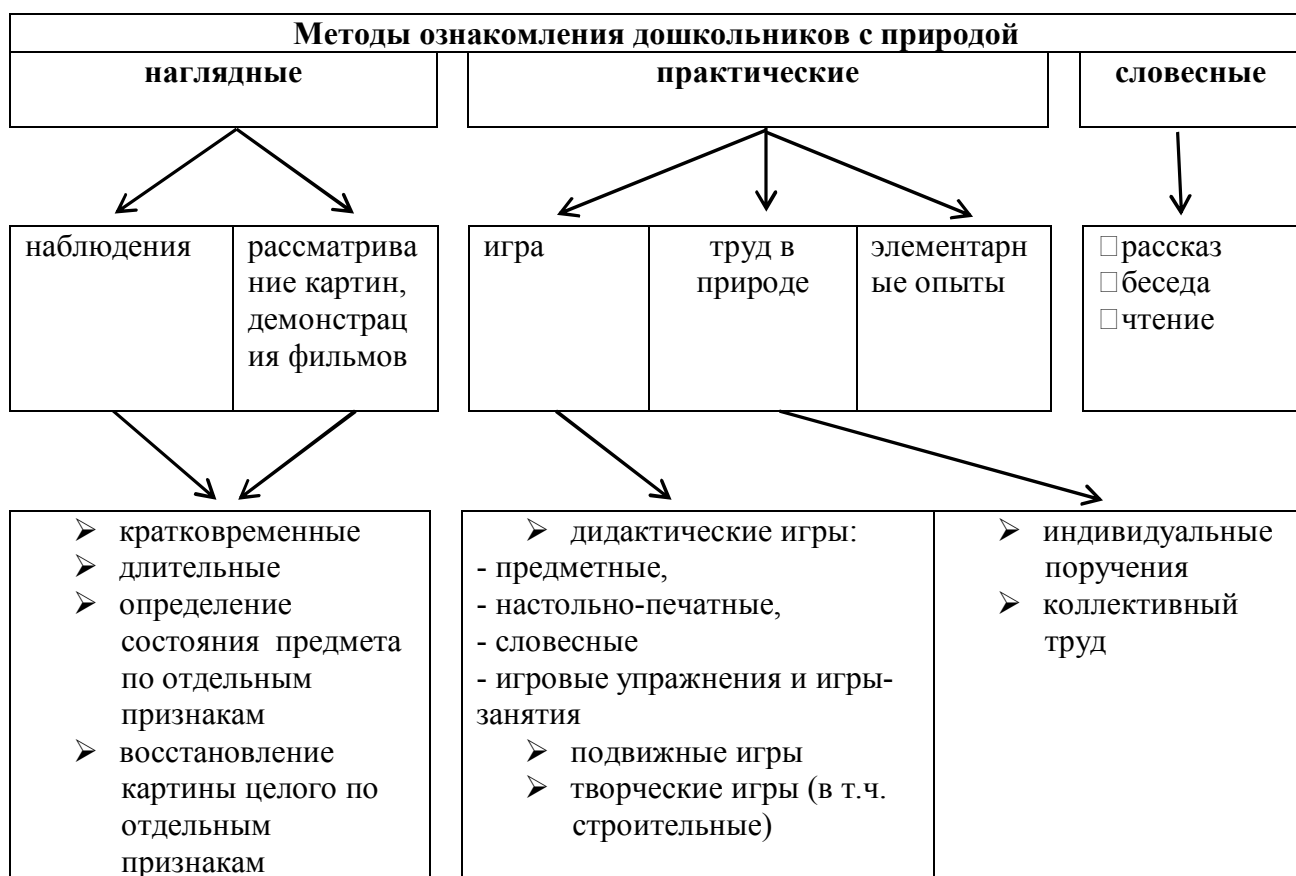 Методы ознакомления дошкольников с природой
наглядные
практические
словесные
наблюдения
рассматрива
ние картин,
демонстрац
ия фильмов
игра
труд в
природе
элементарн
ые опыты
рассказ
беседа
чтение
➢ кратковременные
➢ длительные
➢ определение
состояния предмета
по отдельным
признакам
➢ восстановление
картины целого по
отдельным
признакам
➢ дидактические игры:
- предметные,
- настольно-печатные,
- словесные
- игровые упражнения и игры-
занятия
➢ подвижные игры
➢ творческие игры (в т.ч.
строительные)
➢ индивидуальные
поручения
➢ коллективный
труд